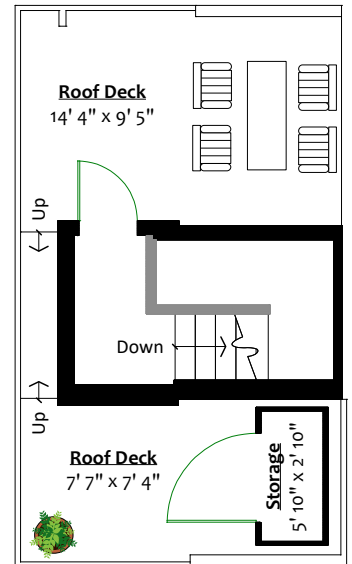 Roof Deck
14' 4" x 9' 5"
Up
Down
Up
Roof Deck
7' 7" x 7' 4"
Storage
5' 10" x 2' 10"